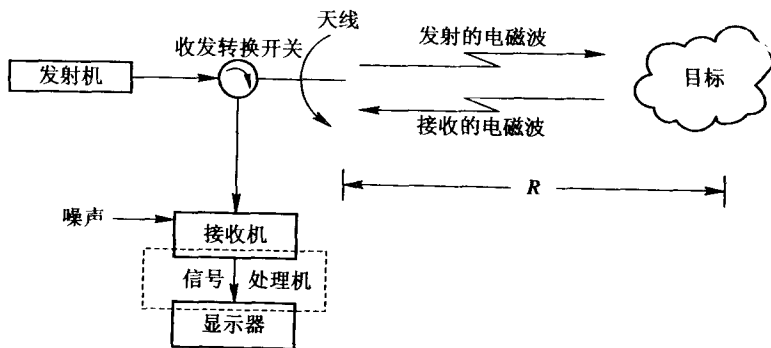 天线
收发转换开关
发射的电磁波
发射机
目标
接收的电磁波
R
噪声
接收机
信号 处理机
显示器